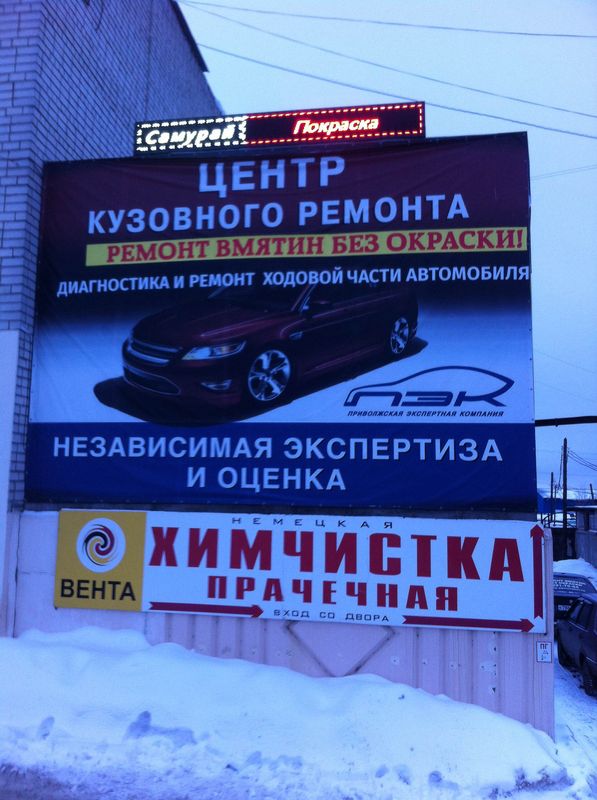 Самурай Покраска
ЦЕНТР
КУЗОВНОГО РЕМОНТА
РЕМОНТ ВМЯТИН БЕЗ ОКРАСКИ!
ДИАГНОСТИКА И РЕМОНТ ХОДОВОЙ ЧАСТИ АВТОМОБИЛЯ
ПЭК
ПРИВОЛЖСКАЯ ЭКСПЕРТНАЯ КОМПАНИЯ
НЕЗАВИСИМАЯ ЭКСПЕРТИЗА
И ОЦЕНКА
НЕМЕЦКАЯ
ХИМЧИСТКА
ПРАЧЕЧНАЯ
ВЕНТА
ВХОД СО ДВОРА
ПГ